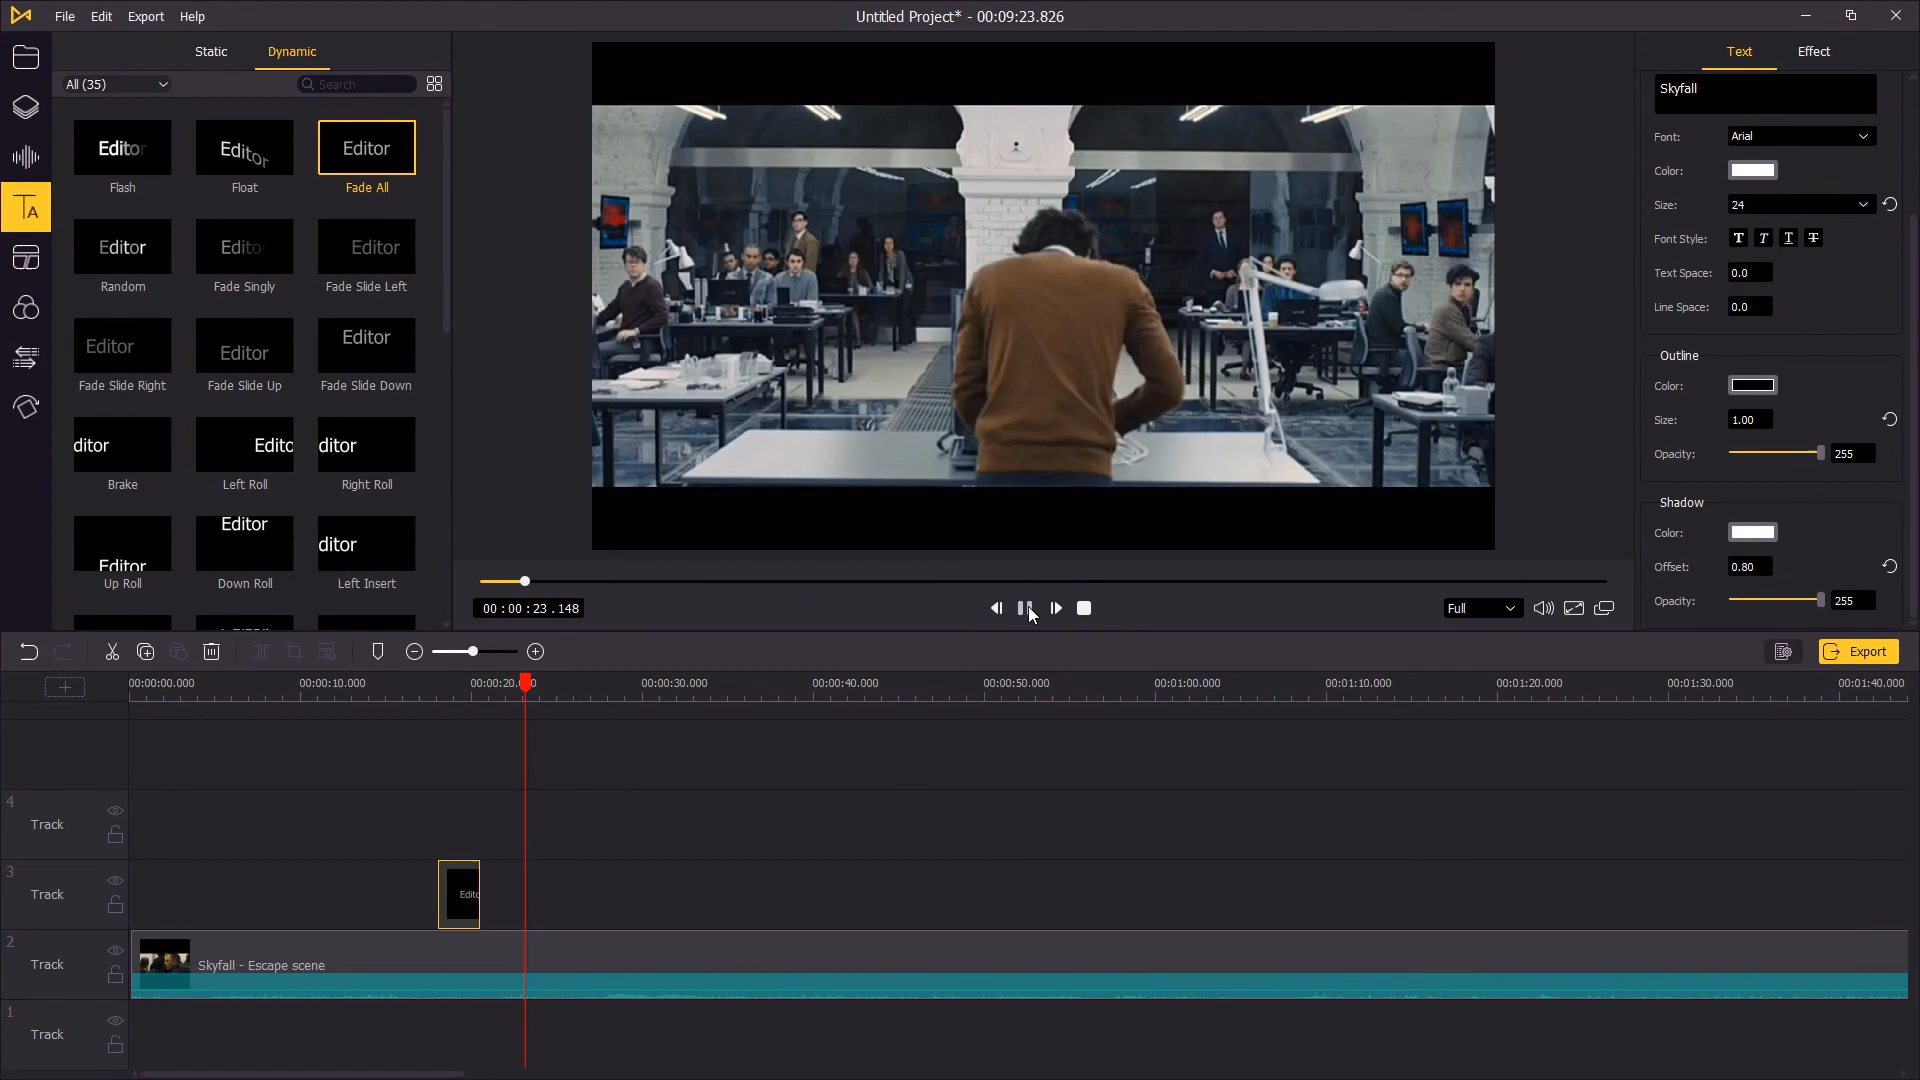 File Edit Export Help
Untitled Project* - 00:09:23.826
Static Dynamic
Text Effect
All (35)
Search
Skyfall
Editor Editor Editor
Flash Float Fade All
Font: Arial
Color:
Size: 24
Editor Editor Editor
Random Fade Singly Fade Slide Left
Font Style: T T T T
Text Space: 0.0
Line Space: 0.0
Editor Editor Editor
Fade Slide Right Fade Slide Up Fade Slide Down
Outline
Color:
Size: 1.00
Opacity: 255
ditor Edito ditor
Brake Left Roll Right Roll
Shadow
Color:
Offset: 0.80
Opacity: 255
Editor Editor ditor
Up Roll Down Roll Left Insert
00 : 00 : 23 . 148
Full
Export
00:00:00.000 00:00:10.000 00:00:20. 0 00:00:30.000 00:00:40.000 00:00:50.000 00:01:00.000 00:01:10.000 00:01:20.000 00:01:30.000 00:01:40.000
4
Track
3
Track
Edito
2
Track
Skyfall - Escape scene
1
Track